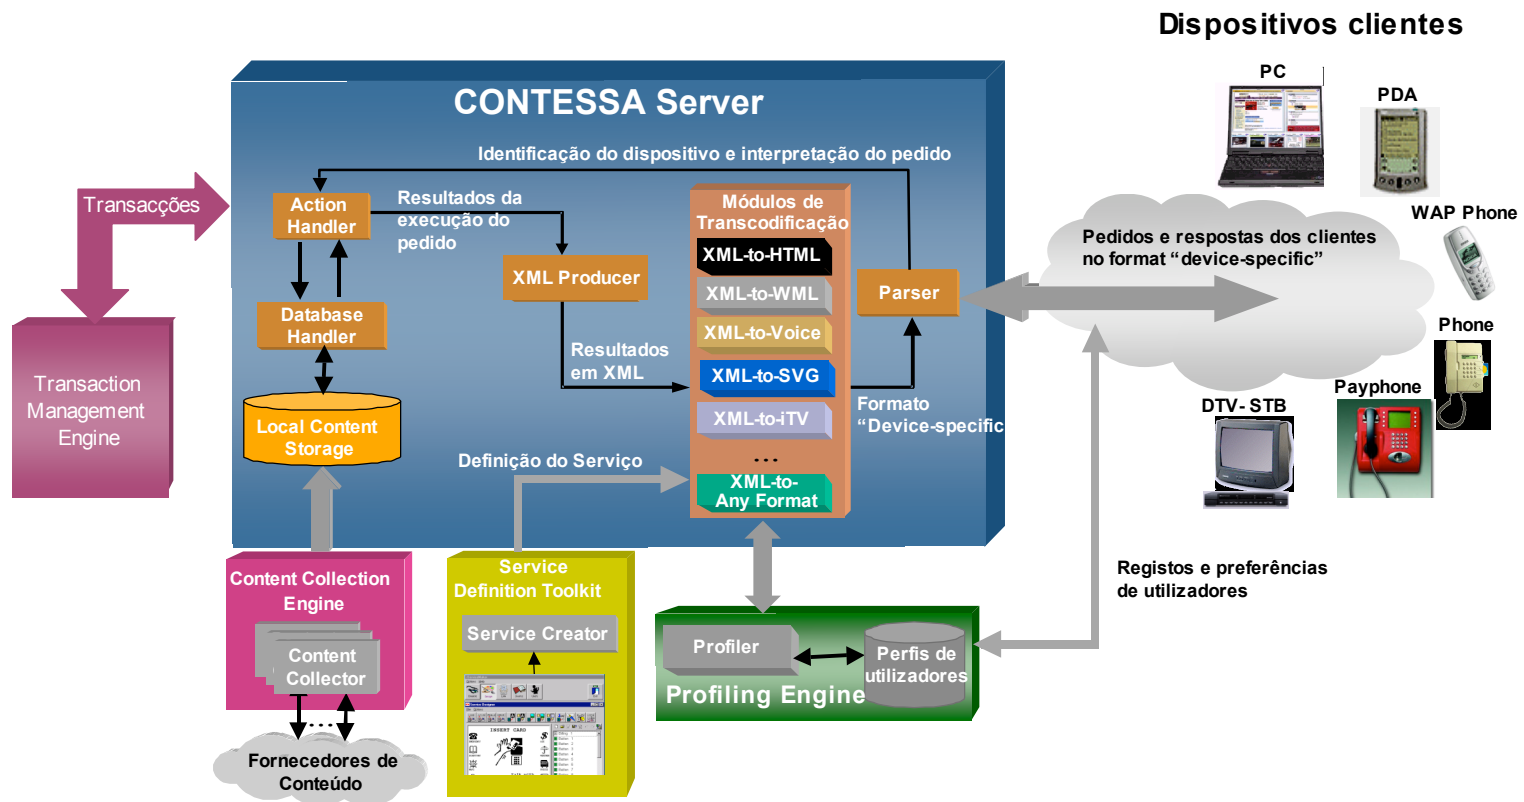 Dispositivos clientes
PC
PDA
CONTESSA Server
Identificação do dispositivo e interpretação do pedido
Transacções
Action
Handler
Resultados da
execução do
pedido
Módulos de
Transcodificação
WAP Phone
Pedidos e respostas dos clientes
no format “device-specific”
XML-to-HTML
XML Producer
XML-to-WML
Parser
Database
Handler
XML-to-Voice
Phone
Resultados
em XML
XML-to-SVG
Transaction
Management
Engine
Payphone
Formato
“Device-specific
DTV- STB
XML-to-iTV
Local Content
Storage
...
Definição do Serviço
XML-to-
Any Format
Content Collection
Engine
Service
Definition Toolkit
Registos e preferências
de utilizadores
Service Creator
Content
Collector
Profiler
Perfis de
utilizadores
Profiling Engine
...
INSERT CARD
Fornecedores de
Conteúdo